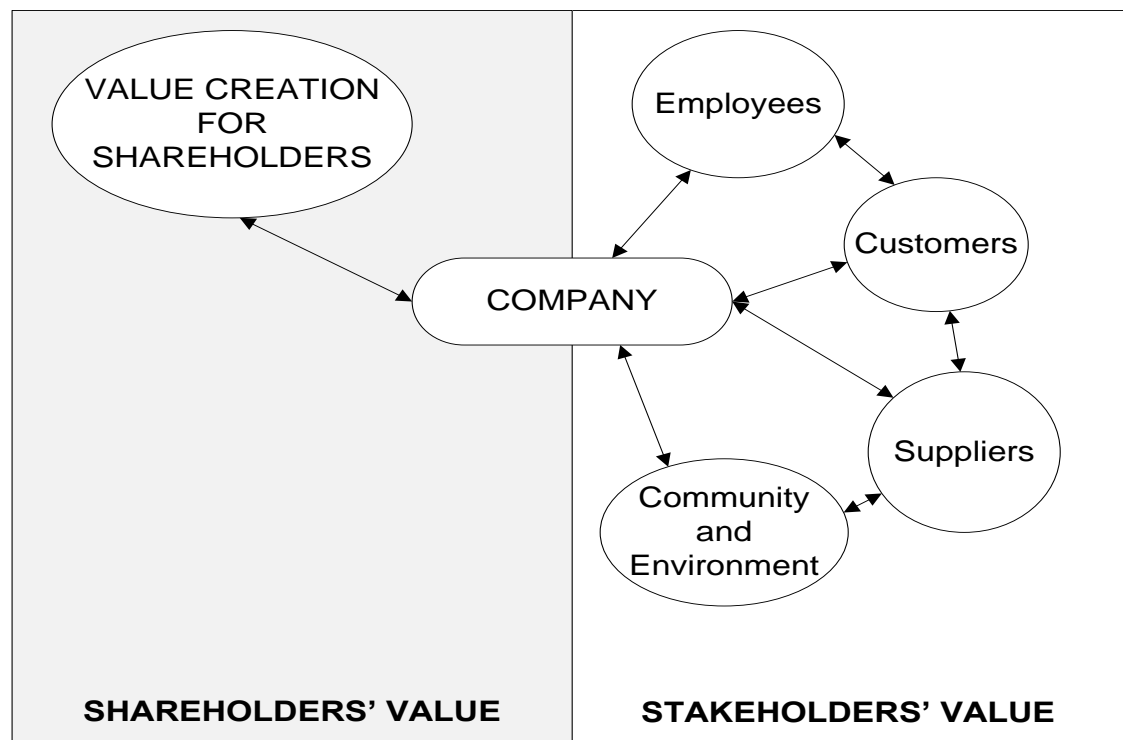 VALUE CREATION
FOR
SHAREHOLDERS
Employees
Customers
COMPANY
Suppliers
Community
and
Environment
SHAREHOLDERS’ VALUE
STAKEHOLDERS’ VALUE